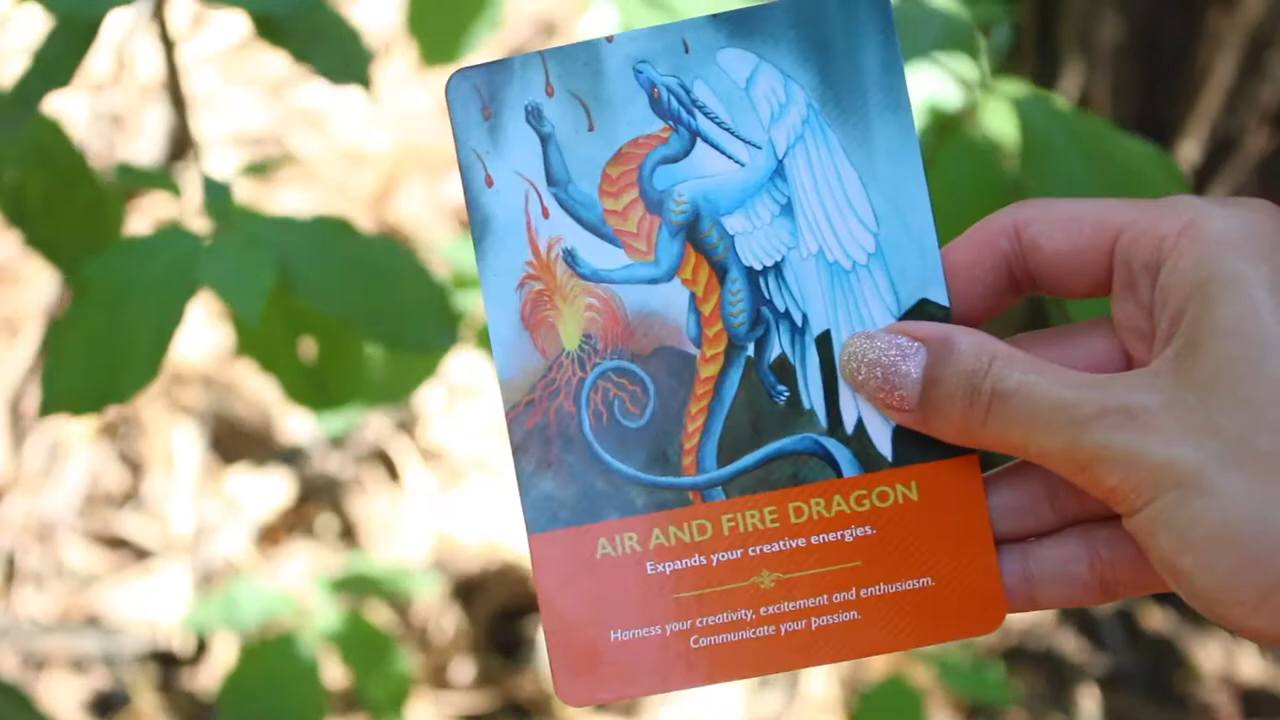 AIR AND FIRE DRAGON
Expands your creative energies.
Harness your creativity, excitement and enthusiasm.
Communicate your passion.